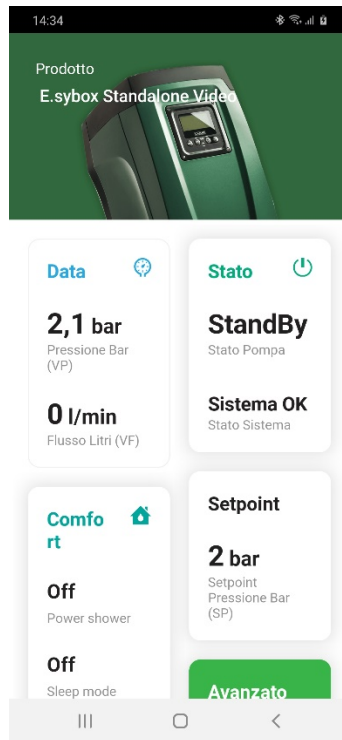 14:34
Prodotto
E.sybox Standalone Video
Data
2,1 bar
Pressione Bar
(VP)
0 l/min
Flusso Litri (VF)
Stato
StandBy
Stato Pompa
Sistema OK
Stato Sistema
Comfo
rt
Off
Power shower
Off
Sleep mode
Setpoint
2 bar
Setpoint
Pressione Bar
(SP)
Avanzato